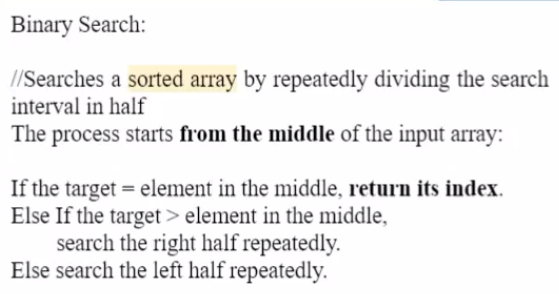 Binary Search:
//Searches a sorted array by repeatedly dividing the search
interval in half
The process starts from the middle of the input array:
If the target = element in the middle, return its index.
Else If the target > element in the middle,
search the right half repeatedly.
Else search the left half repeatedly.